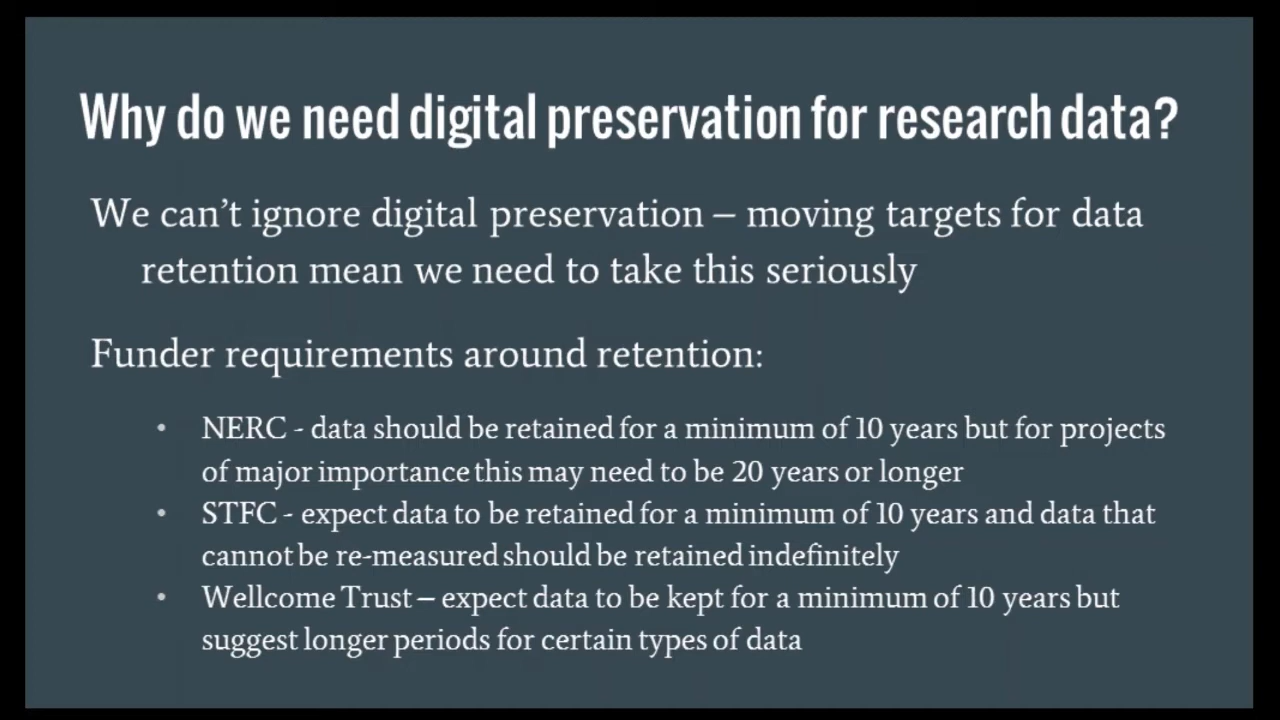 Why do we need digital preservation for research data?
We can’t ignore digital preservation – moving targets for data
retention mean we need to take this seriously
Funder requirements around retention:
• NERC - data should be retained for a minimum of 10 years but for projects
of major importance this may need to be 20 years or longer
• STFC - expect data to be retained for a minimum of 10 years and data that
cannot be re-measured should be retained indefinitely
• Wellcome Trust – expect data to be kept for a minimum of 10 years but
suggest longer periods for certain types of data